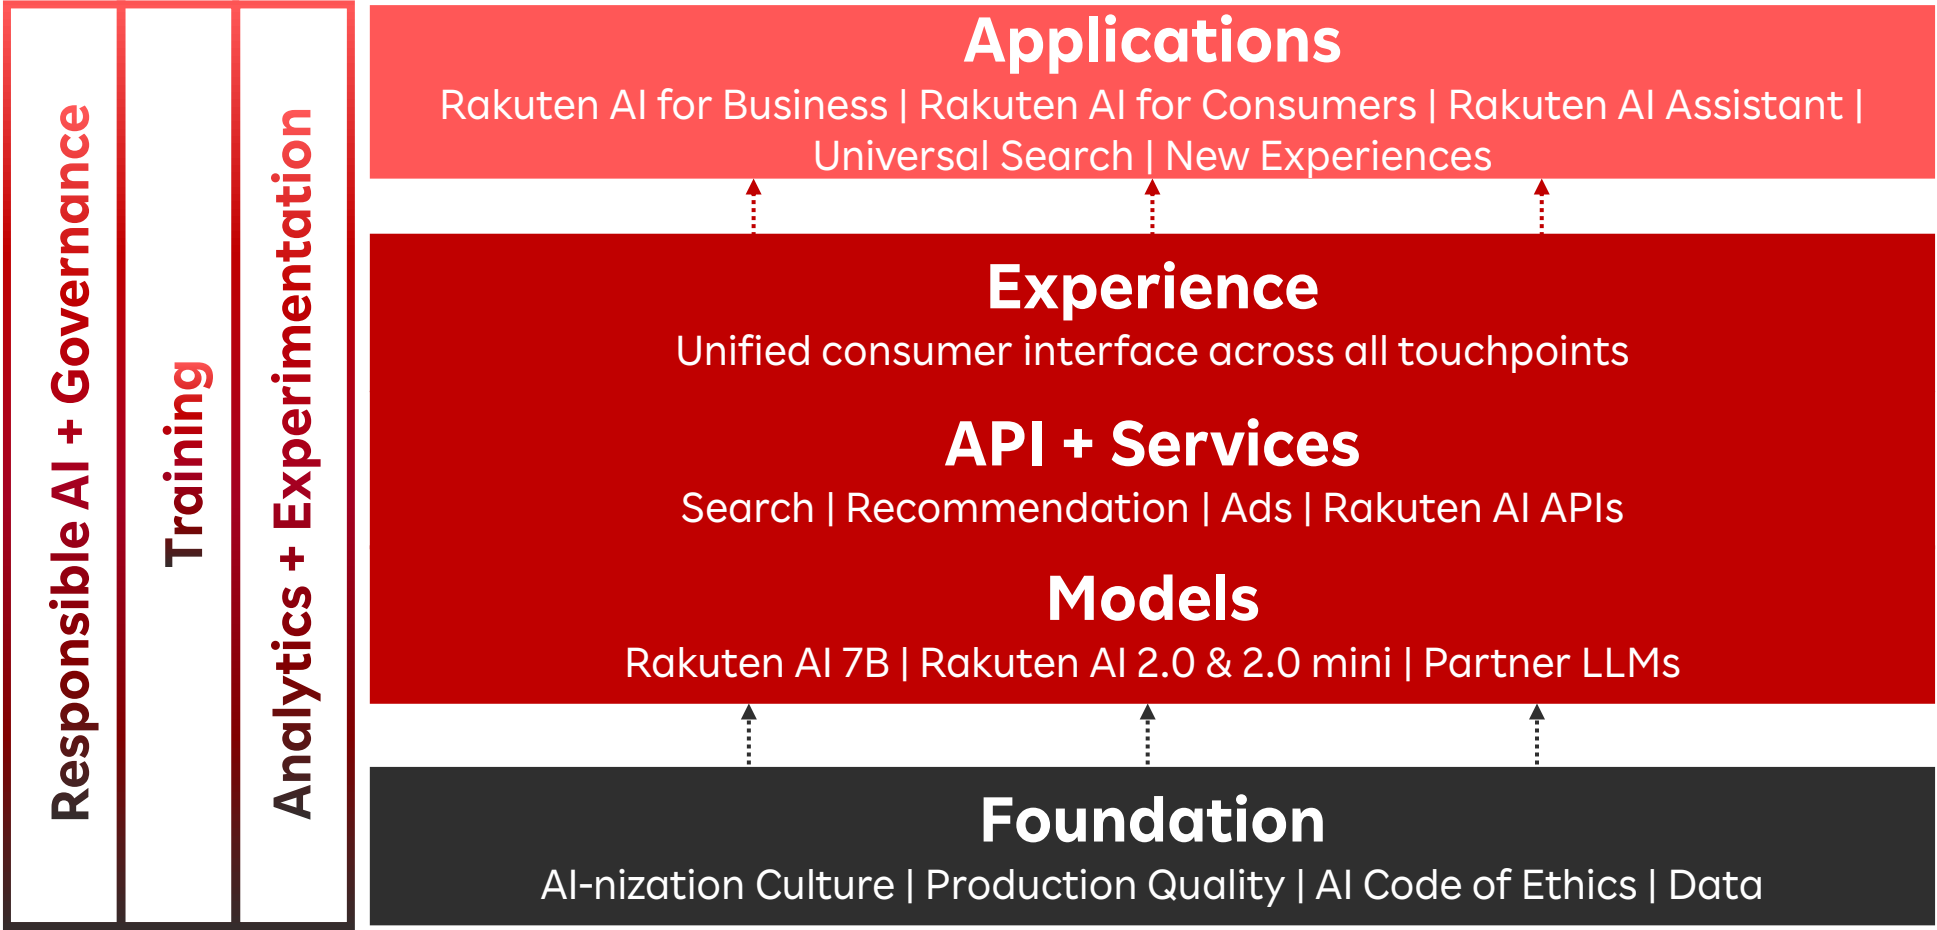 Responsible AI + Governance
Training
Analytics + Experimentation
Applications
Rakuten AI for Business | Rakuten AI for Consumers | Rakuten AI Assistant |
Universal Search | New Experiences
Experience
Unified consumer interface across all touchpoints
API + Services
Search | Recommendation | Ads | Rakuten AI APIs
Models
Rakuten AI 7B | Rakuten AI 2.0 & 2.0 mini | Partner LLMs
Foundation
AI-nization Culture | Production Quality | AI Code of Ethics | Data